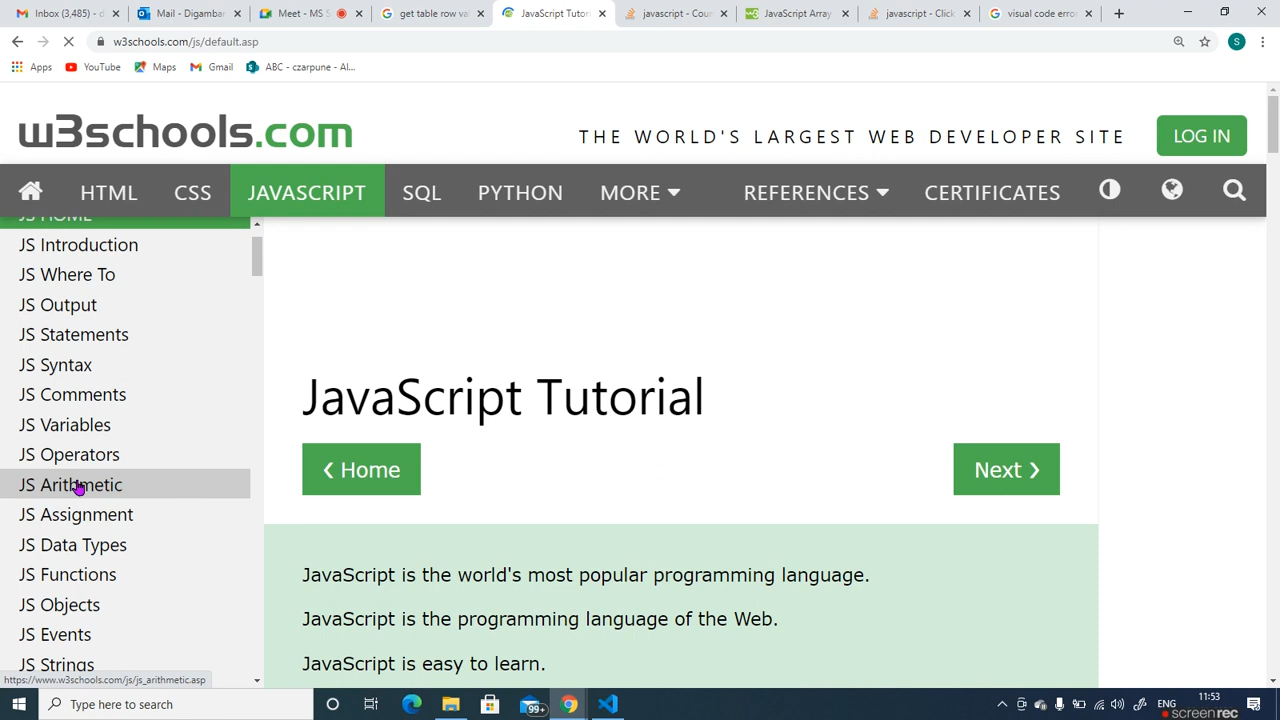 Inbox (3,485) - d
Mail - Digambar
Meet - MS S
get table row va
JavaScript Tutor
javascript - Cou
JavaScript Array
javascript - Click
visual code erro
w3schools.com/js/default.asp
S
Apps
YouTube
Maps
Gmail
ABC - czarpune - Al...
w3schools.com
THE WORLD'S LARGEST WEB DEVELOPER SITE
LOG IN
HTML
CSS
JAVASCRIPT
SQL
PYTHON
MORE
REFERENCES
CERTIFICATES
JS HOME
JS Introduction
JS Where To
JS Output
JS Statements
JS Syntax
JS Comments
JS Variables
JS Operators
JS Arithmetic
JS Assignment
JS Data Types
JS Functions
JS Objects
JS Events
JS Strings
JavaScript Tutorial
❮ Home
Next ❯
JavaScript is the world's most popular programming language.
JavaScript is the programming language of the Web.
JavaScript is easy to learn.
https://www.w3schools.com/js/js_arithmetic.asp
Type here to search
99+
ENG
11:53
screenrec